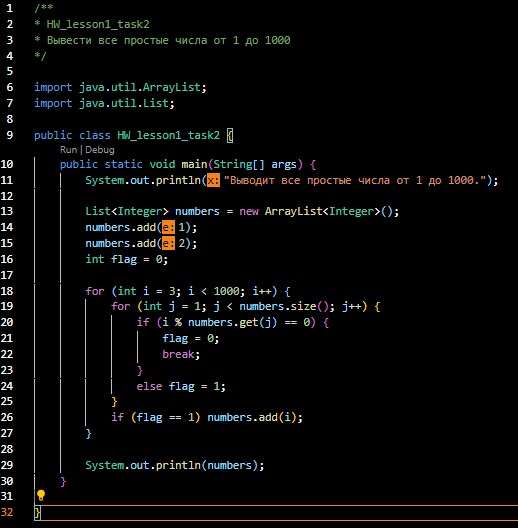 1 /**
2 * HW_lesson1_task2
3 * Вывести все простые числа от 1 до 1000
4 */
5
6 import java.util.ArrayList;
7 import java.util.List;
8
9 public class HW_lesson1_task2 {
Run | Debug
10 public static void main(String[] args) {
11 System.out.println(x: "Выводит все простые числа от 1 до 1000.");
12
13 List<Integer> numbers = new ArrayList<Integer>();
14 numbers.add(e: 1);
15 numbers.add(e: 2);
16 int flag = 0;
17
18 for (int i = 3; i < 1000; i++) {
19 for (int j = 1; j < numbers.size(); j++) {
20 if (i % numbers.get(j) == 0) {
21 flag = 0;
22 break;
23 }
24 else flag = 1;
25 }
26 if (flag == 1) numbers.add(i);
27 }
28
29 System.out.println(numbers);
30 }
31
32 }